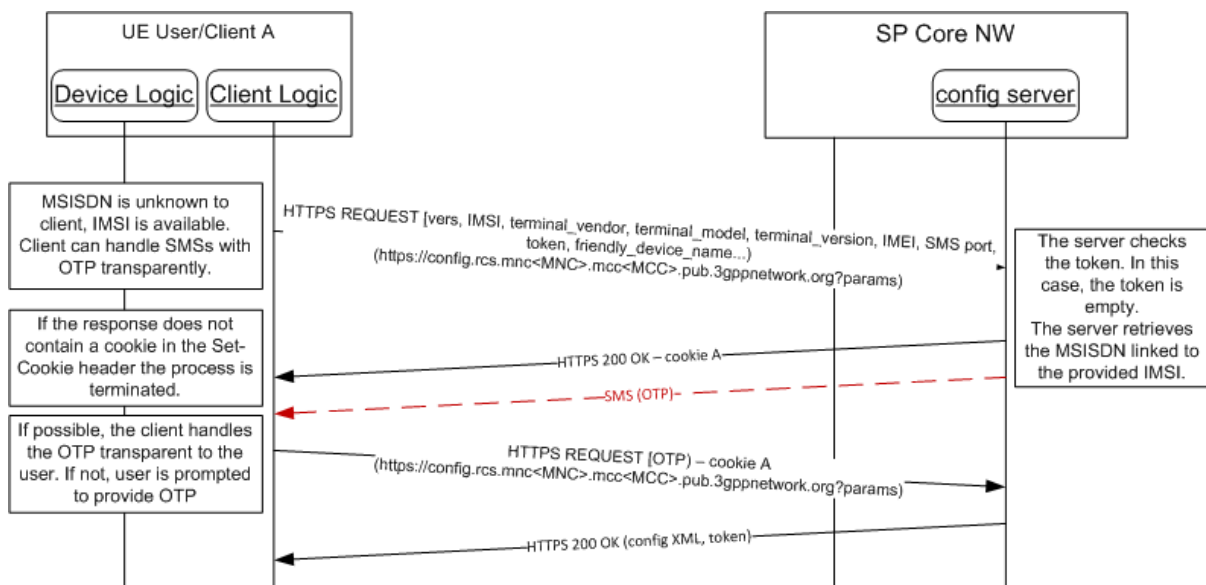 UE User/Client A
SP Core NW
Device Logic
Client Logic
config server
MSISDN is unknown to
client, IMSI is available.
Client can handle SMSs with
OTP transparently.
HTTPS REQUEST [vers, IMSI, terminal_vendor, terminal_model, terminal_version, IMEI, SMS port,
token, friendly_device_name...)
(https://config.rcs.mnc<MNC>.mcc<MCC>.pub.3gppnetwork.org?params)
The server checks
the token. In this
case, the token is
empty.
The server retrieves
the MSISDN linked to
the provided IMSI.
If the response does not
contain a cookie in the Set-
Cookie header the process is
terminated.
HTTPS 200 OK – cookie A
SMS (OTP)
If possible, the client handles
the OTP transparent to the
user. If not, user is prompted
to provide OTP
HTTPS REQUEST [OTP) – cookie A
(https://config.rcs.mnc<MNC>.mcc<MCC>.pub.3gppnetwork.org?params)
HTTPS 200 OK (config XML, token)